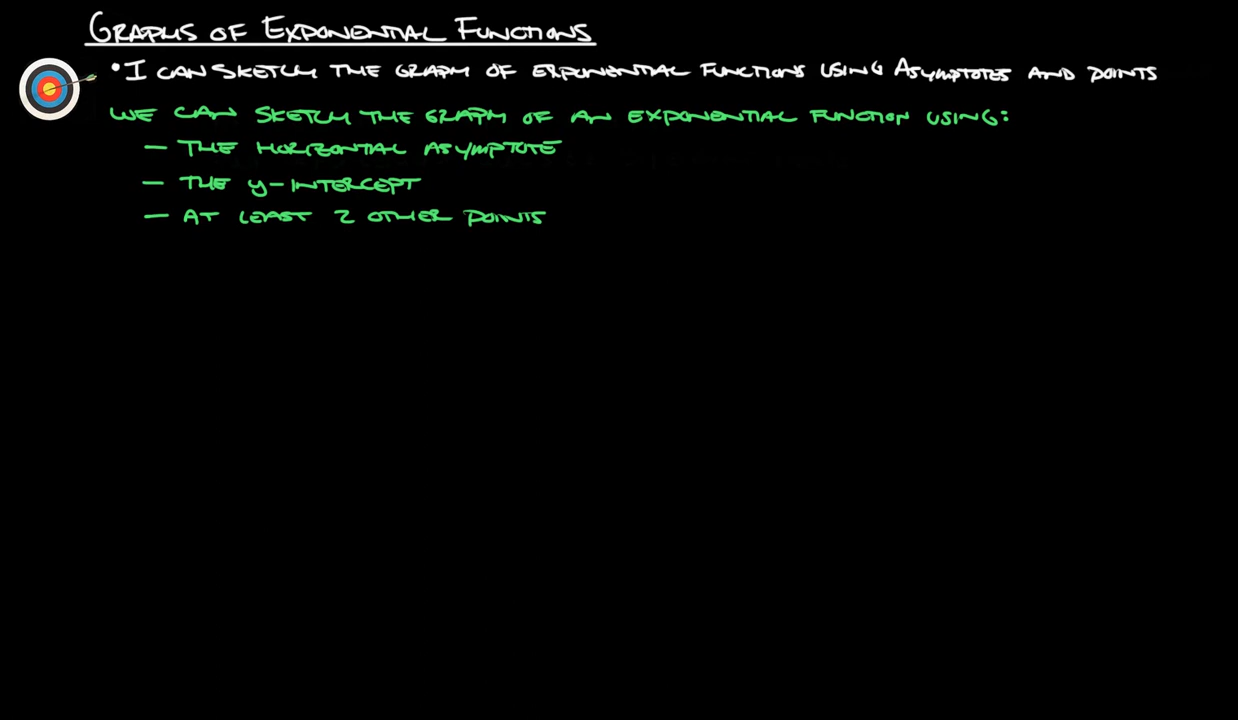 GRAPHS OF EXPONENTIAL FUNCTIONS
• I CAN SKETCH THE GRAPH OF EXPONENTIAL FUNCTIONS USING ASYMPTOTES AND POINTS
WE CAN SKETCH THE GRAPH OF AN EXPONENTIAL FUNCTION USING:
— THE HORIZONTAL ASYMPTOTE
— THE y-INTERCEPT
— AT LEAST 2 OTHER POINTS